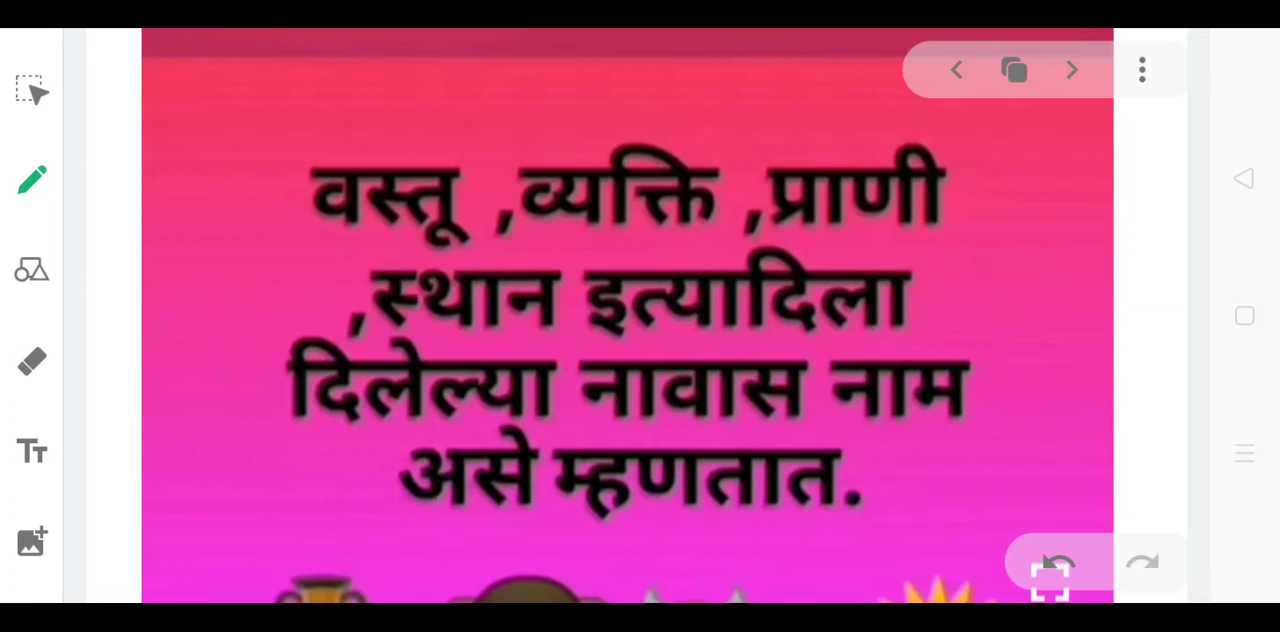 वस्तू ,व्यक्ति ,प्राणी
,स्थान इत्यादिला
दिलेल्या नावास नाम
असे म्हणतात.